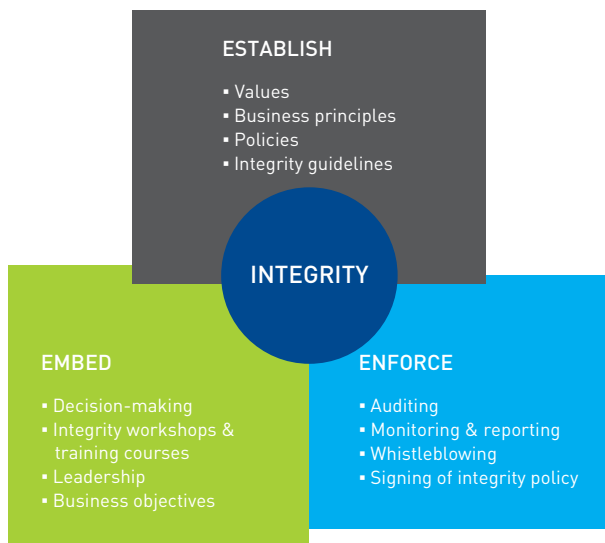 ESTABLISH
▪ Values
▪ Business principles
▪ Policies
▪ Integrity guidelines
INTEGRITY
EMBED
▪ Decision-making
▪ Integrity workshops &
training courses
▪ Leadership
▪ Business objectives
ENFORCE
▪ Auditing
▪ Monitoring & reporting
▪ Whistleblowing
▪ Signing of integrity policy